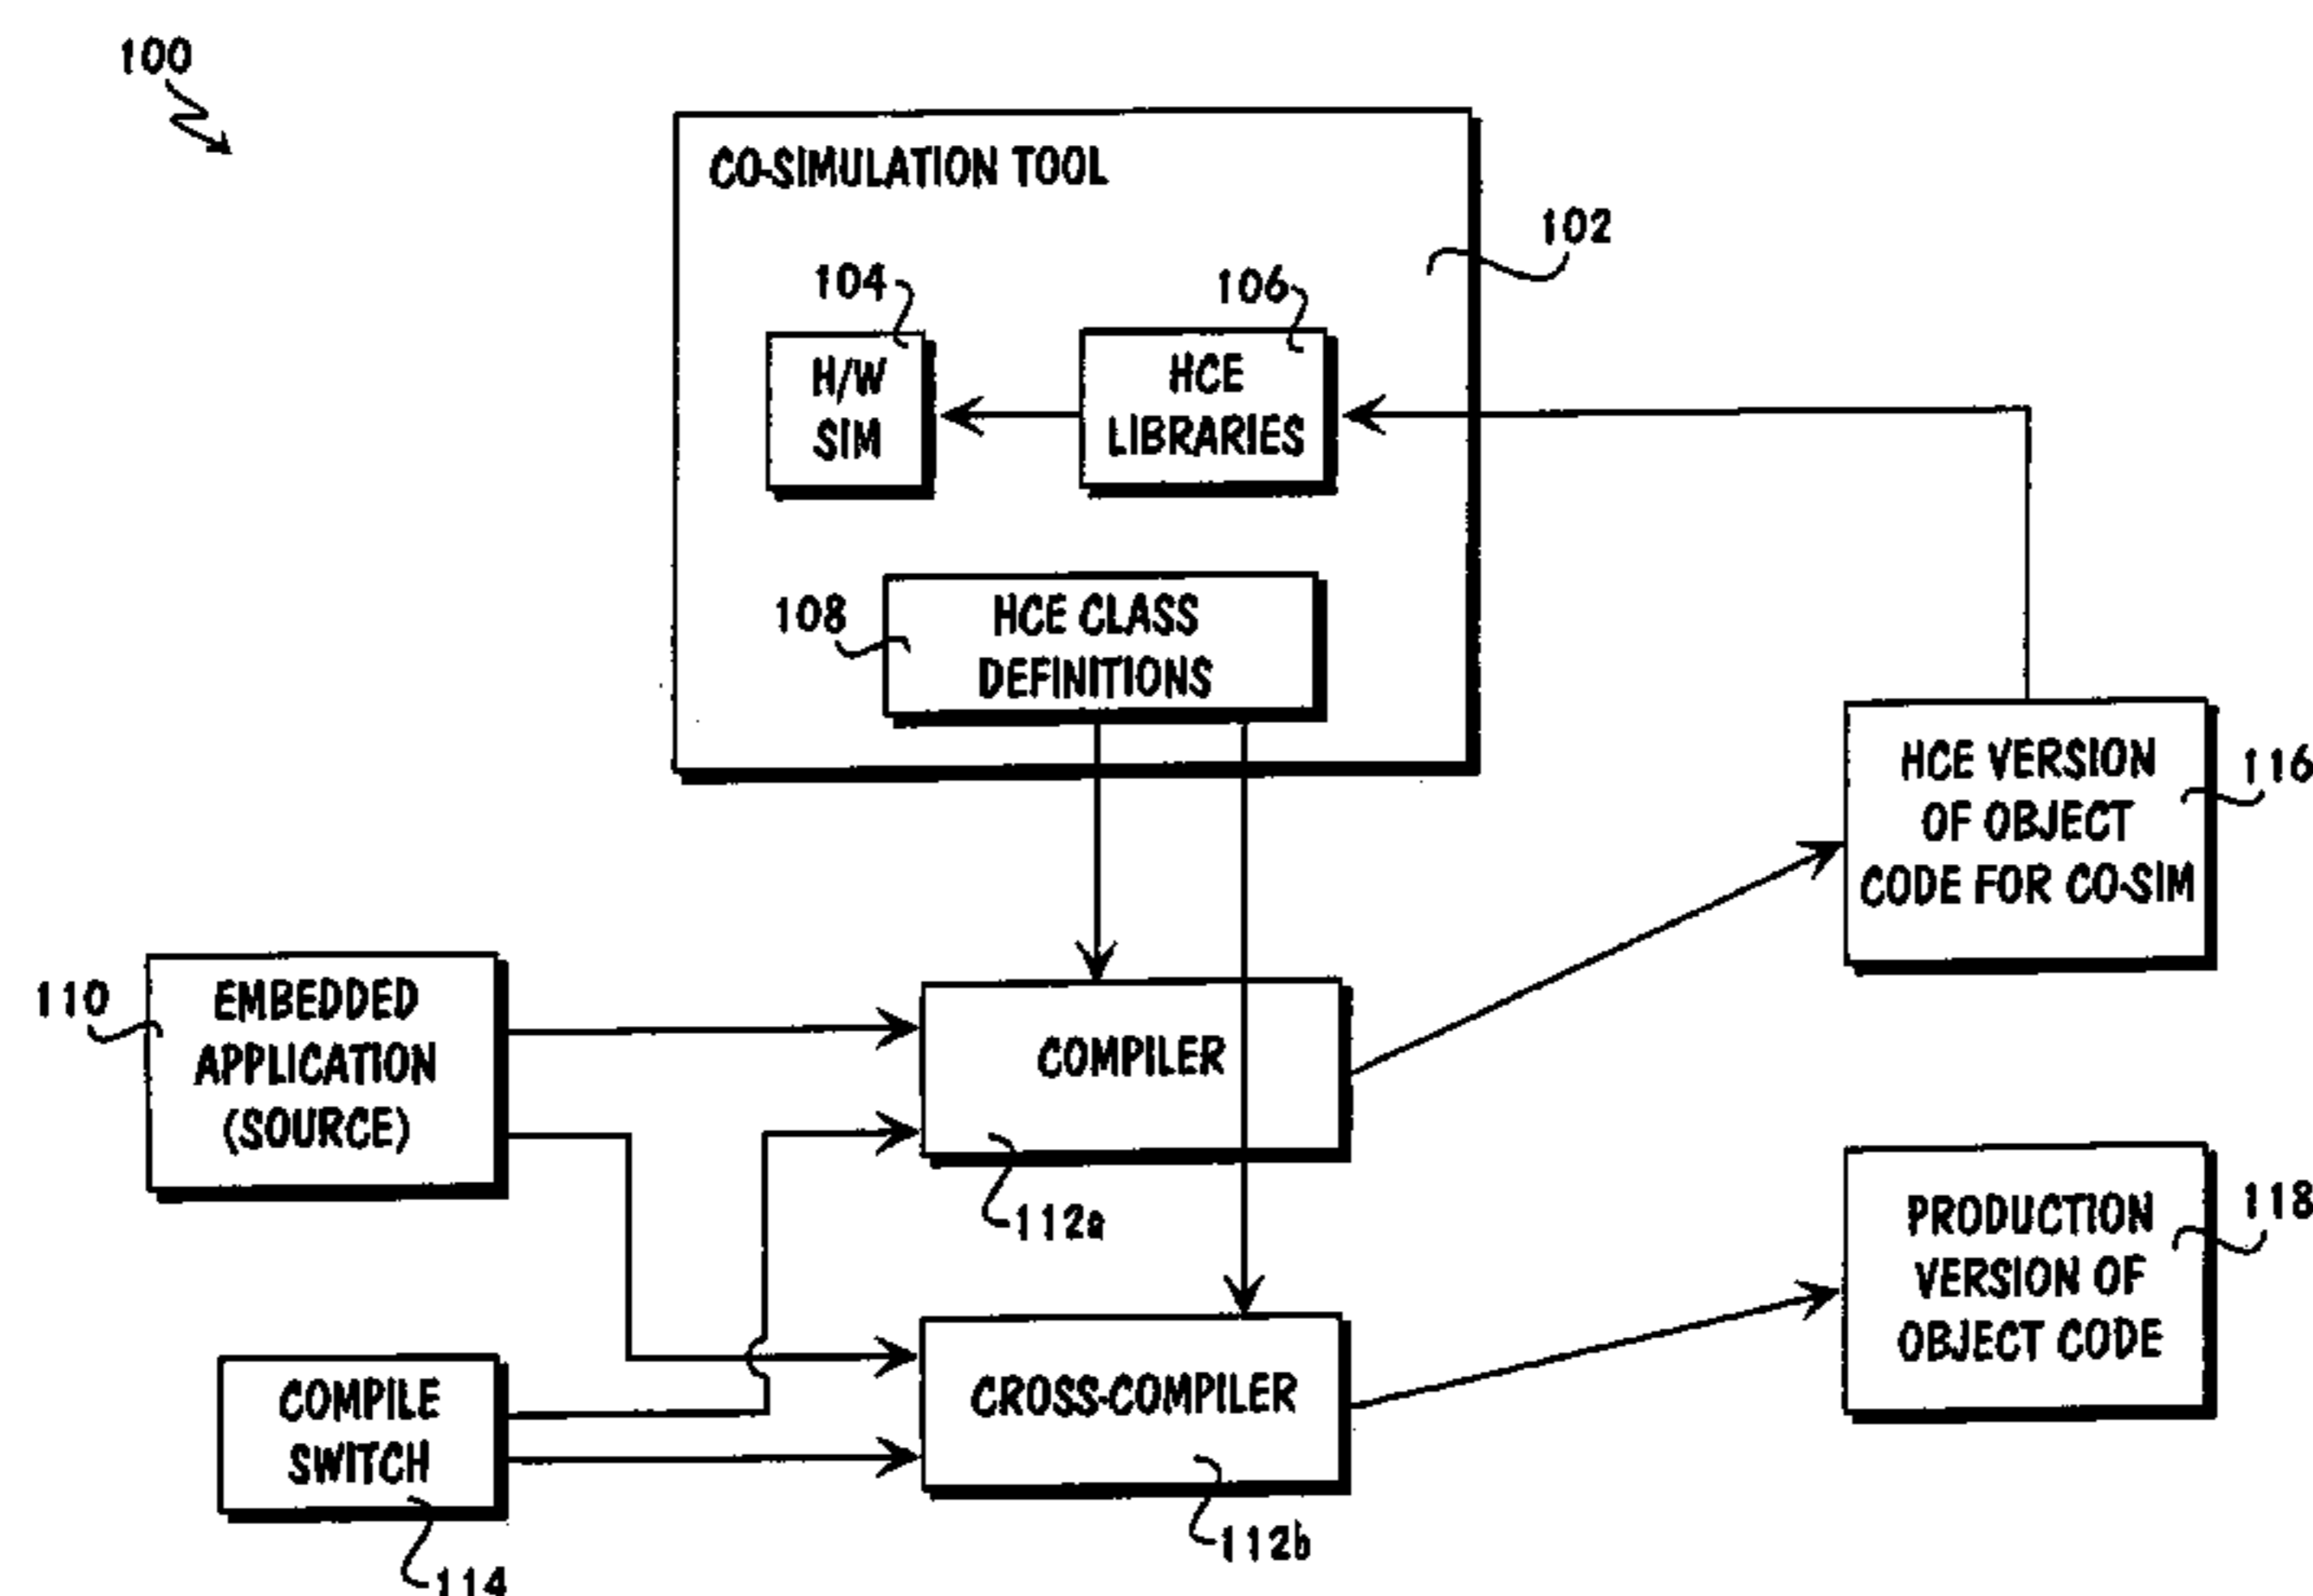 100
CO-SIMULATION TOOL
102
104
106
H/W
SIM
HCE
LIBRARIES
108
HCE CLASS
DEFINITIONS
HCE VERSION
OF OBJECT
CODE FOR CO-SIM
116
110
EMBEDDED
APPLICATION
(SOURCE)
COMPILER
112a
PRODUCTION
VERSION OF
OBJECT CODE
118
COMPILE
SWITCH
CROSS-COMPILER
112b
114